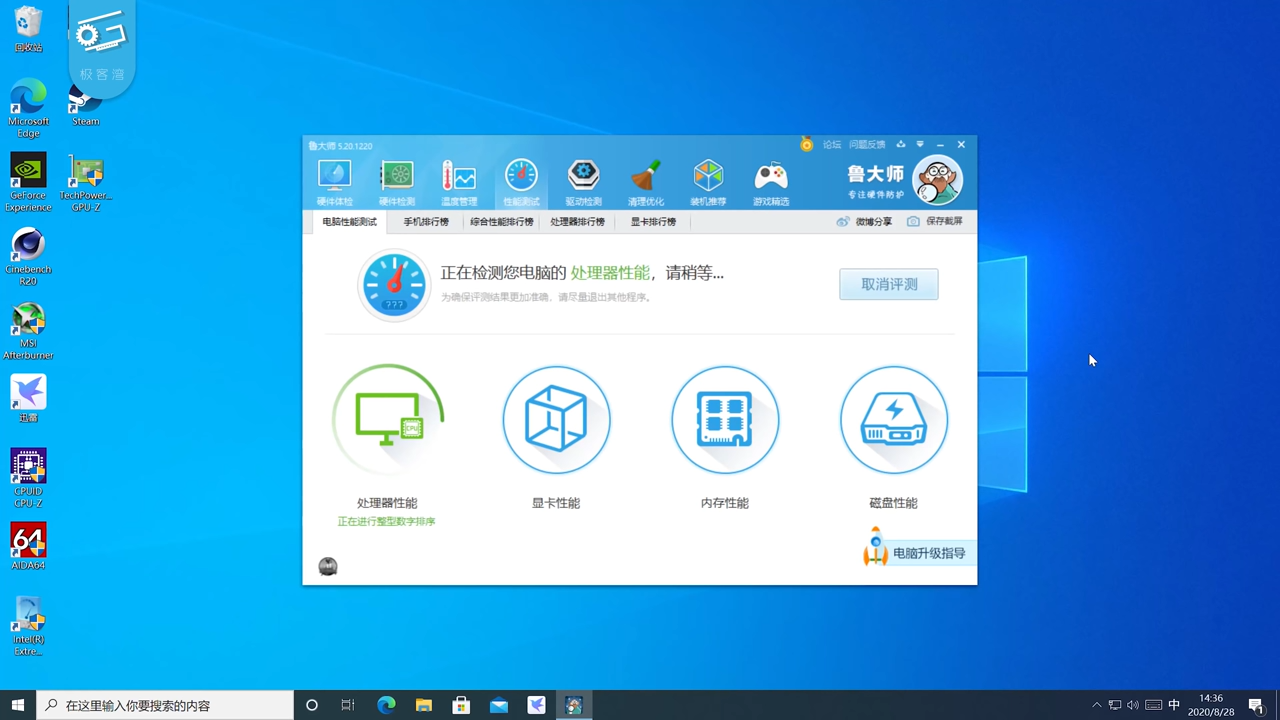 回收站
极客湾
Microsoft
Edge
Steam
GeForce
Experience
TechPower...
GPU-Z
Cinebench
R20
MSI
Afterburner
迅雷
CPUID
CPU-Z
64
AIDA64
Intel(R)
Extre...
鲁大师 5.20.1220
论坛 问题反馈
硬件体检 硬件检测 温度管理 性能测试 驱动检测 清理优化 装机推荐 游戏精选
鲁大师
专注硬件防护
电脑性能测试 手机排行榜 综合性能排行榜 处理器排行榜 显卡排行榜 微博分享 保存截屏
正在检测您电脑的 处理器性能，请稍等...
为确保评测结果更加准确，请尽量退出其他程序。
???
取消评测
CPU
处理器性能 显卡性能 内存性能 磁盘性能
正在进行整型数字排序
电脑升级指导
在这里输入你要搜索的内容
中
14:36
2020/8/28
1